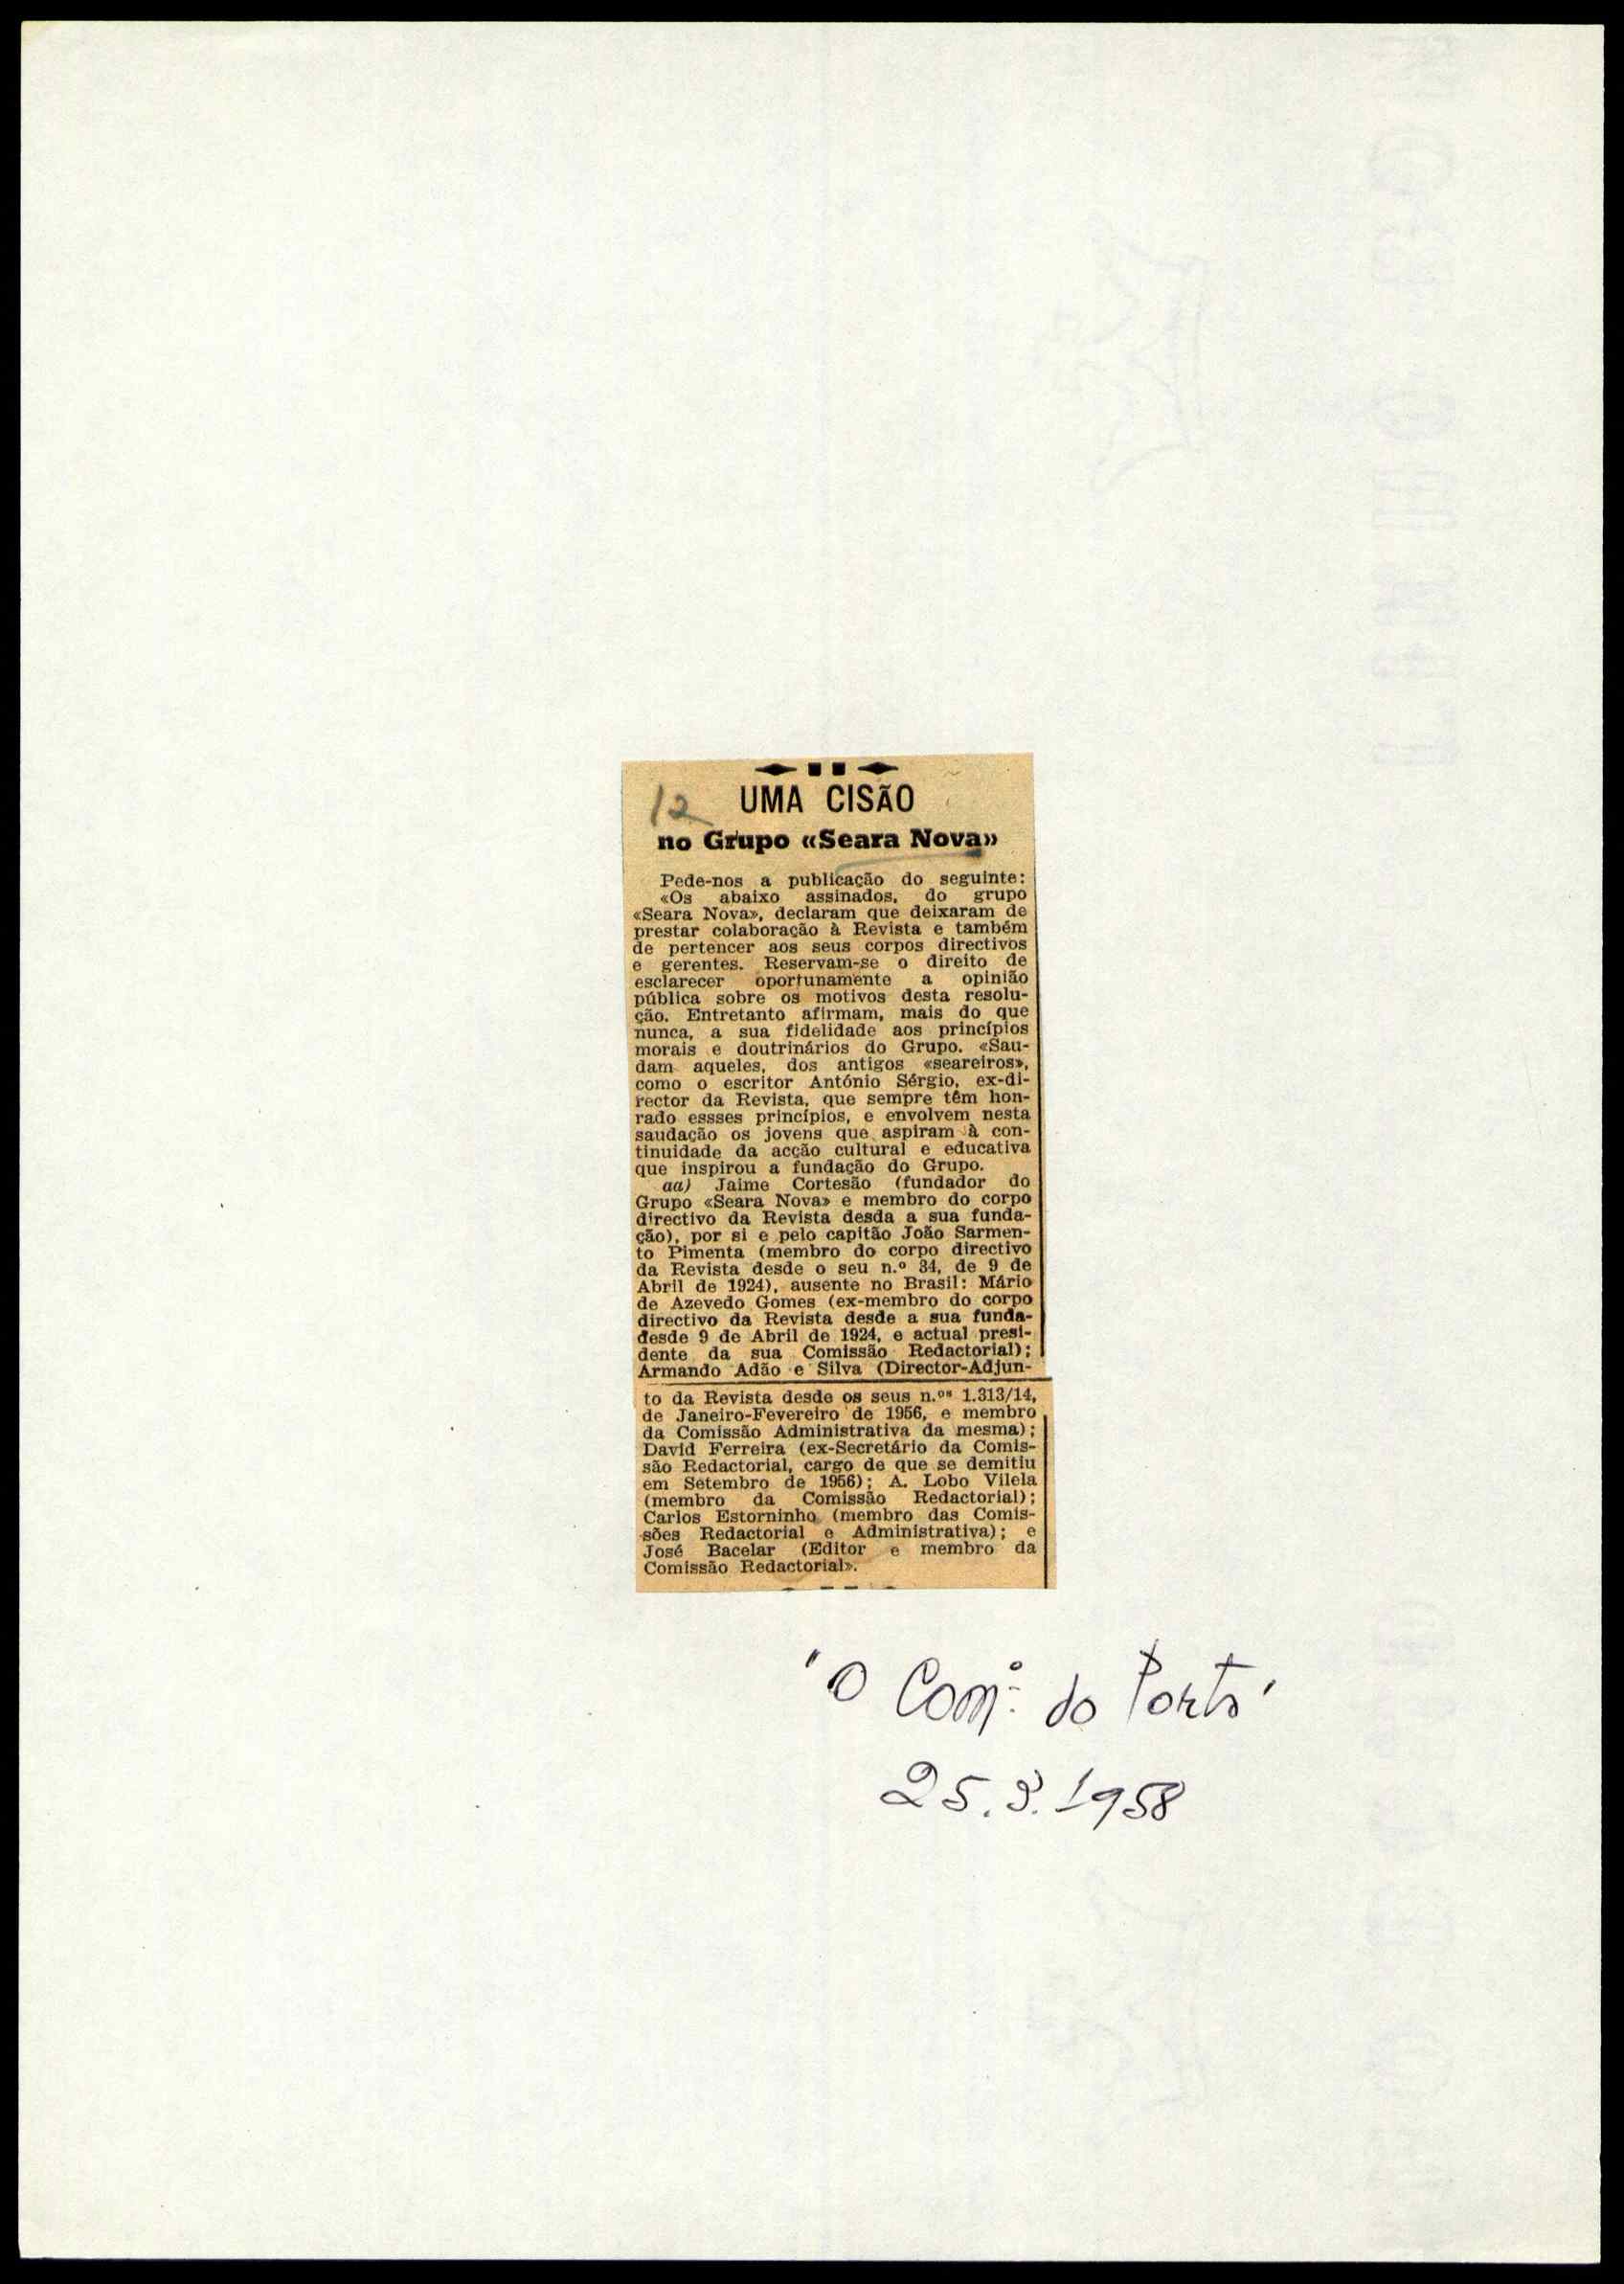 12
UMA CISÃO
no Grupo «Seara Nova»
Pede-nos a publicação do seguinte:
«Os abaixo assinados, do grupo
«Seara Nova», declaram que deixaram de
prestar colaboração à Revista e também
de pertencer aos seus corpos directivos
e gerentes. Reservam-se o direito de
esclarecer oportunamente a opinião
pública sobre os motivos desta resolu-
ção. Entretanto afirmam, mais do que
nunca, a sua fidelidade aos princípios
morais e doutrinários do Grupo. «Sau-
dam aqueles, dos antigos «seareiros»,
como o escritor António Sérgio, ex-di-
rector da Revista, que sempre têm hon-
rado essses princípios, e envolvem nesta
saudação os jovens que aspiram à con-
tinuidade da acção cultural e educativa
que inspirou a fundação do Grupo.
aa) Jaime Cortesão (fundador do
Grupo «Seara Nova» e membro do corpo
directivo da Revista desda a sua funda-
ção), por si e pelo capitão João Sarmen-
to Pimenta (membro do corpo directivo
da Revista desde o seu n.º 34, de 9 de
Abril de 1924), ausente no Brasil: Mário
de Azevedo Gomes (ex-membro do corpo
directivo da Revista desde a sua funda-
desde 9 de Abril de 1924, e actual presi-
dente da sua Comissão Redactorial);
Armando Adão e Silva (Director-Adjun-
to da Revista desde os seus n.ºs 1.313/14,
de Janeiro-Fevereiro de 1956, e membro
da Comissão Administrativa da mesma);
David Ferreira (ex-Secretário da Comis-
são Redactorial, cargo de que se demitiu
em Setembro de 1956); A. Lobo Vilela
(membro da Comissão Redactorial);
Carlos Estorninho (membro das Comis-
sões Redactorial e Administrativa); e
José Bacelar (Editor e membro da
Comissão Redactorial».
"O Com.º do Porto"
25.3.1958